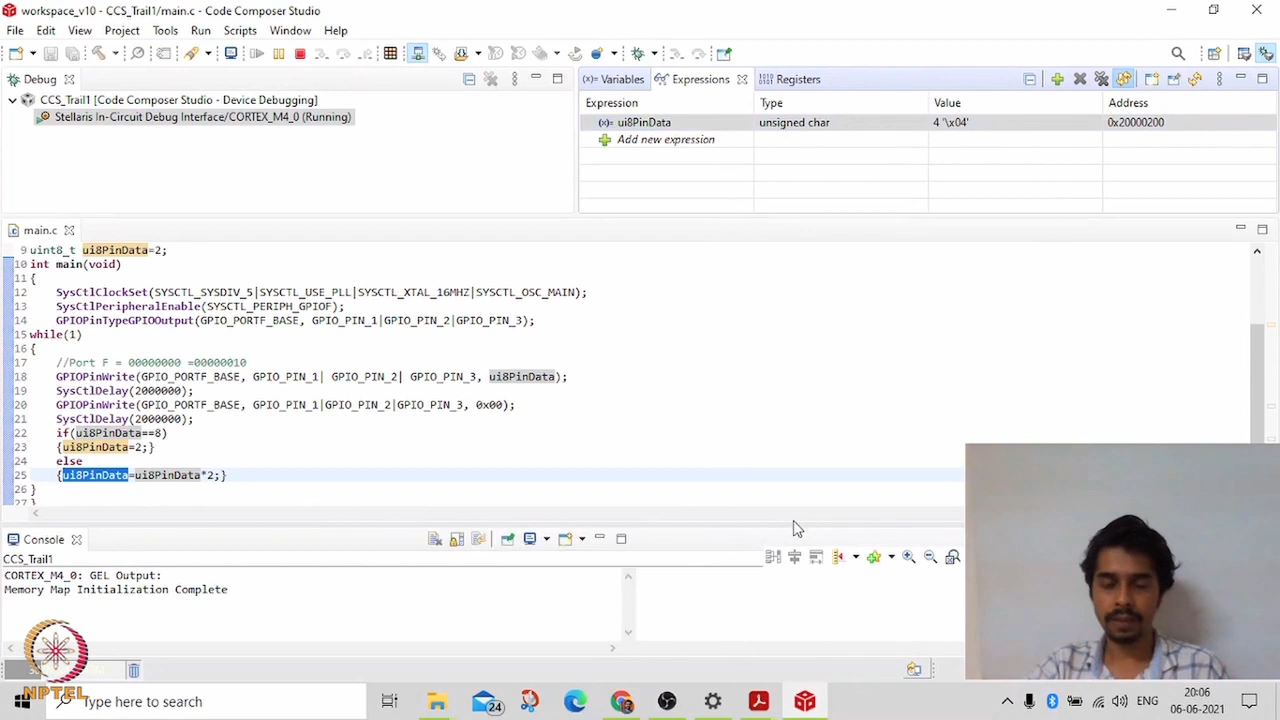 workspace_v10 - CCS_Trail1/main.c - Code Composer Studio
File Edit View Project Tools Run Scripts Window Help
Debug
CCS_Trail1 [Code Composer Studio - Device Debugging]
Stellaris In-Circuit Debug Interface/CORTEX_M4_0 (Running)
(x)= Variables Expressions Registers
Expression Type Value Address
(x)= ui8PinData unsigned char 4 '\x04' 0x20000200
Add new expression
main.c
9 uint8_t ui8PinData=2;
10 int main(void)
11 {
12 SysCtlClockSet(SYSCTL_SYSDIV_5|SYSCTL_USE_PLL|SYSCTL_XTAL_16MHZ|SYSCTL_OSC_MAIN);
13 SysCtlPeripheralEnable(SYSCTL_PERIPH_GPIOF);
14 GPIOPinTypeGPIOOutput(GPIO_PORTF_BASE, GPIO_PIN_1|GPIO_PIN_2|GPIO_PIN_3);
15 while(1)
16 {
17 //Port F = 00000000 =00000010
18 GPIOPinWrite(GPIO_PORTF_BASE, GPIO_PIN_1| GPIO_PIN_2| GPIO_PIN_3, ui8PinData);
19 SysCtlDelay(2000000);
20 GPIOPinWrite(GPIO_PORTF_BASE, GPIO_PIN_1|GPIO_PIN_2|GPIO_PIN_3, 0x00);
21 SysCtlDelay(2000000);
22 if(ui8PinData==8)
23 {ui8PinData=2;}
24 else
25 {ui8PinData=ui8PinData*2;}
26 }
27 }
Console
CCS_Trail1
CORTEX_M4_0: GEL Output:
Memory Map Initialization Complete
NPTEL
Type here to search
24
ENG
20:06
06-06-2021